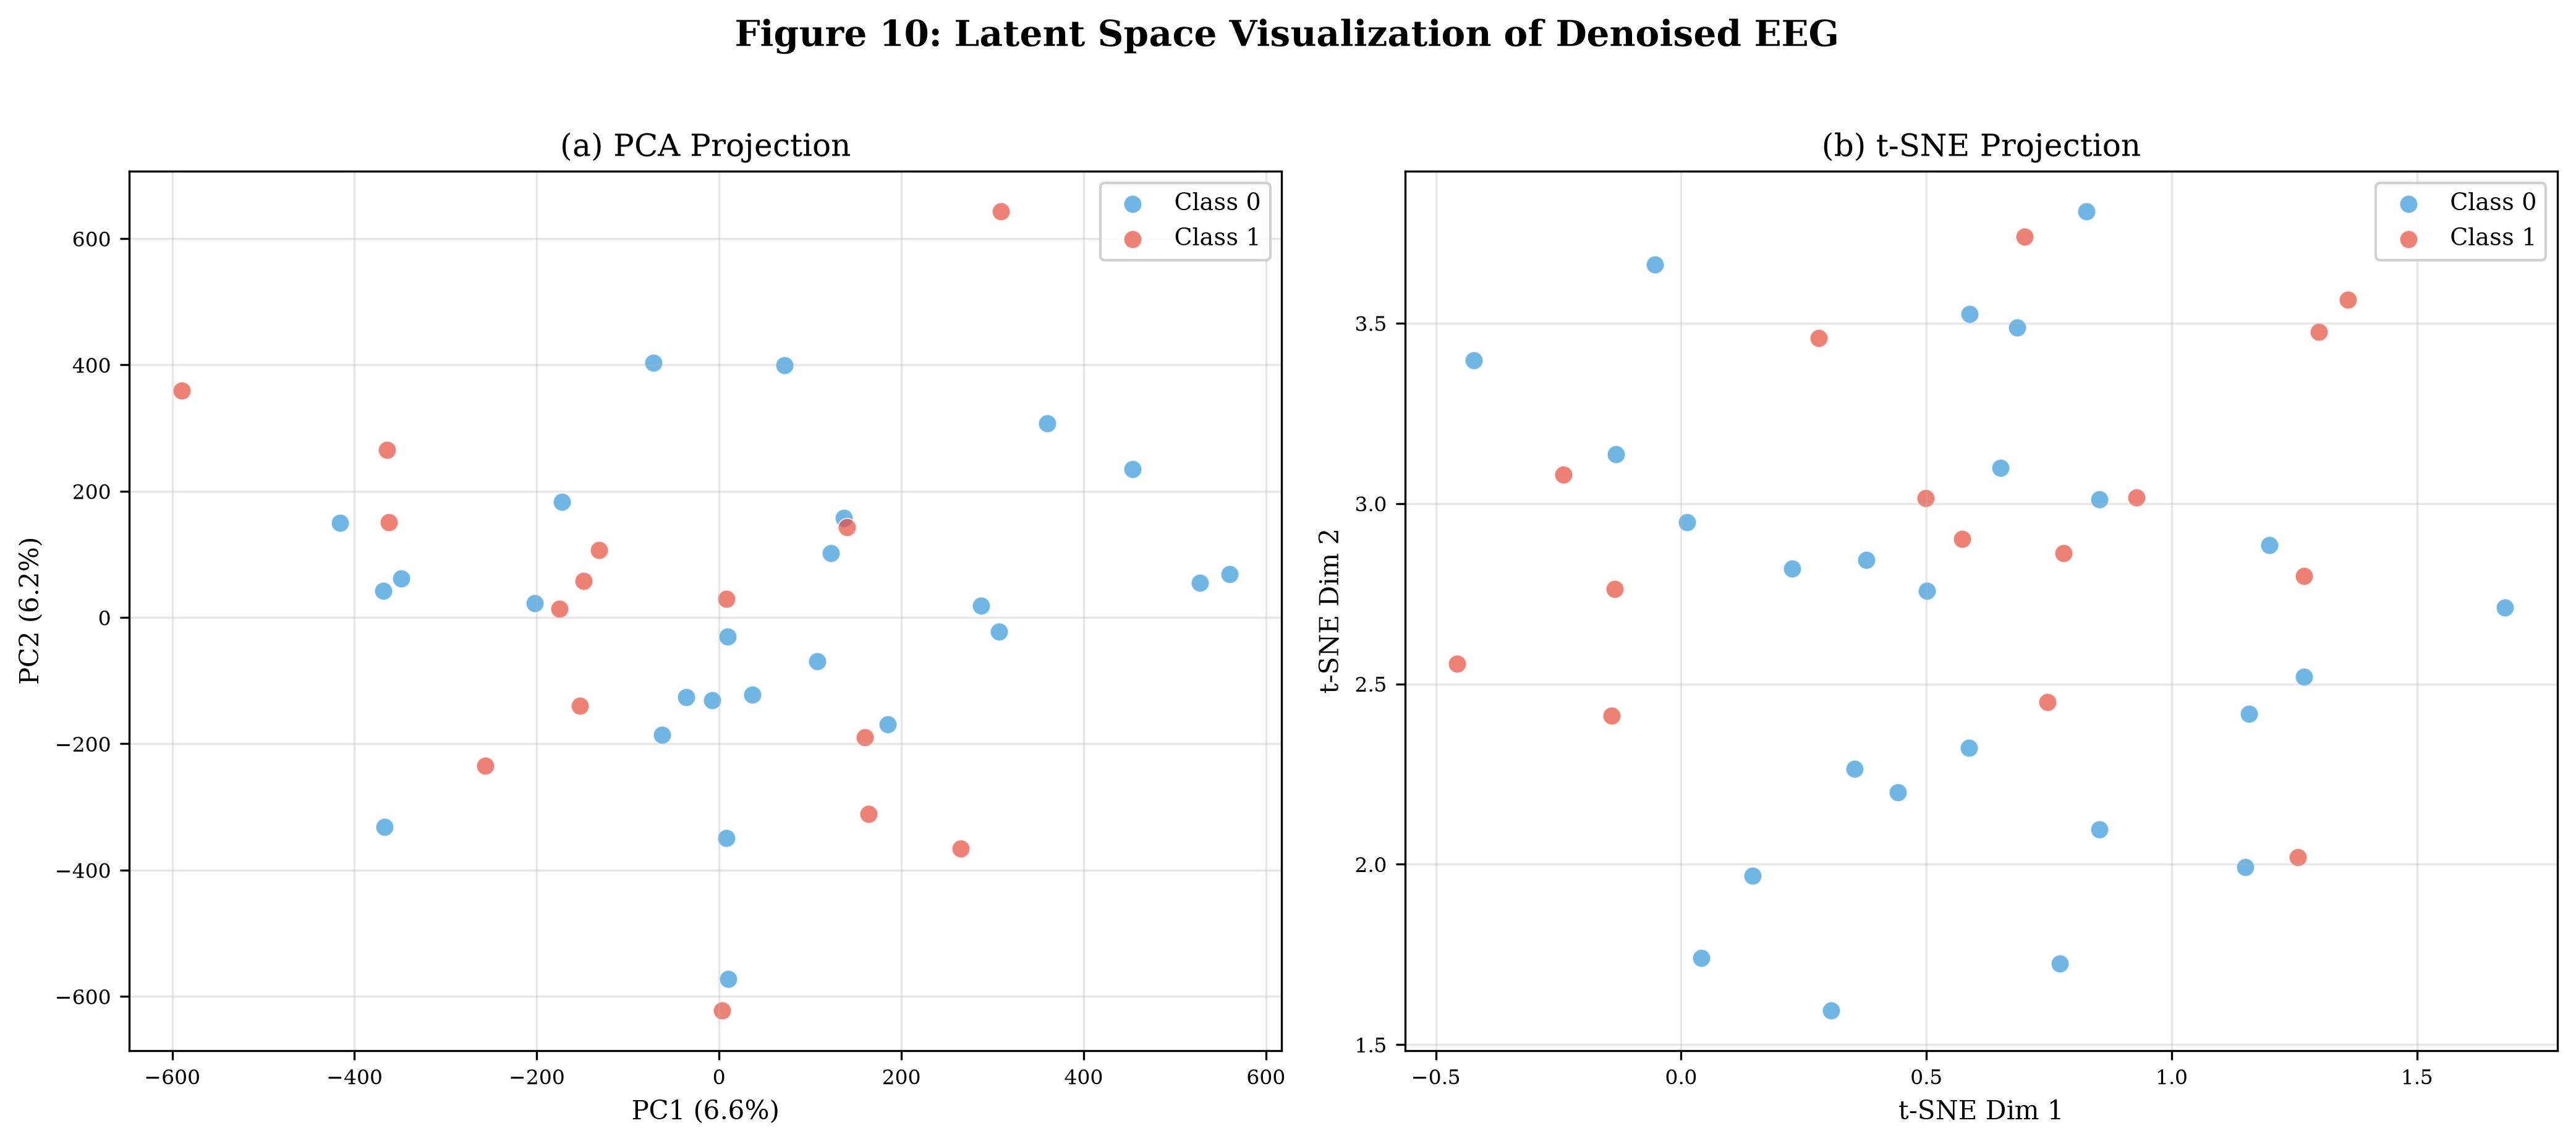 Figure 10: Latent Space Visualization of Denoised EEG
(a) PCA Projection
Class 0
Class 1
600
400
200
0
−200
−400
−600
PC2 (6.2%)
−600
−400
−200
0
200
400
600
PC1 (6.6%)
(b) t-SNE Projection
Class 0
Class 1
3.5
3.0
2.5
2.0
1.5
t-SNE Dim 2
−0.5
0.0
0.5
1.0
1.5
t-SNE Dim 1